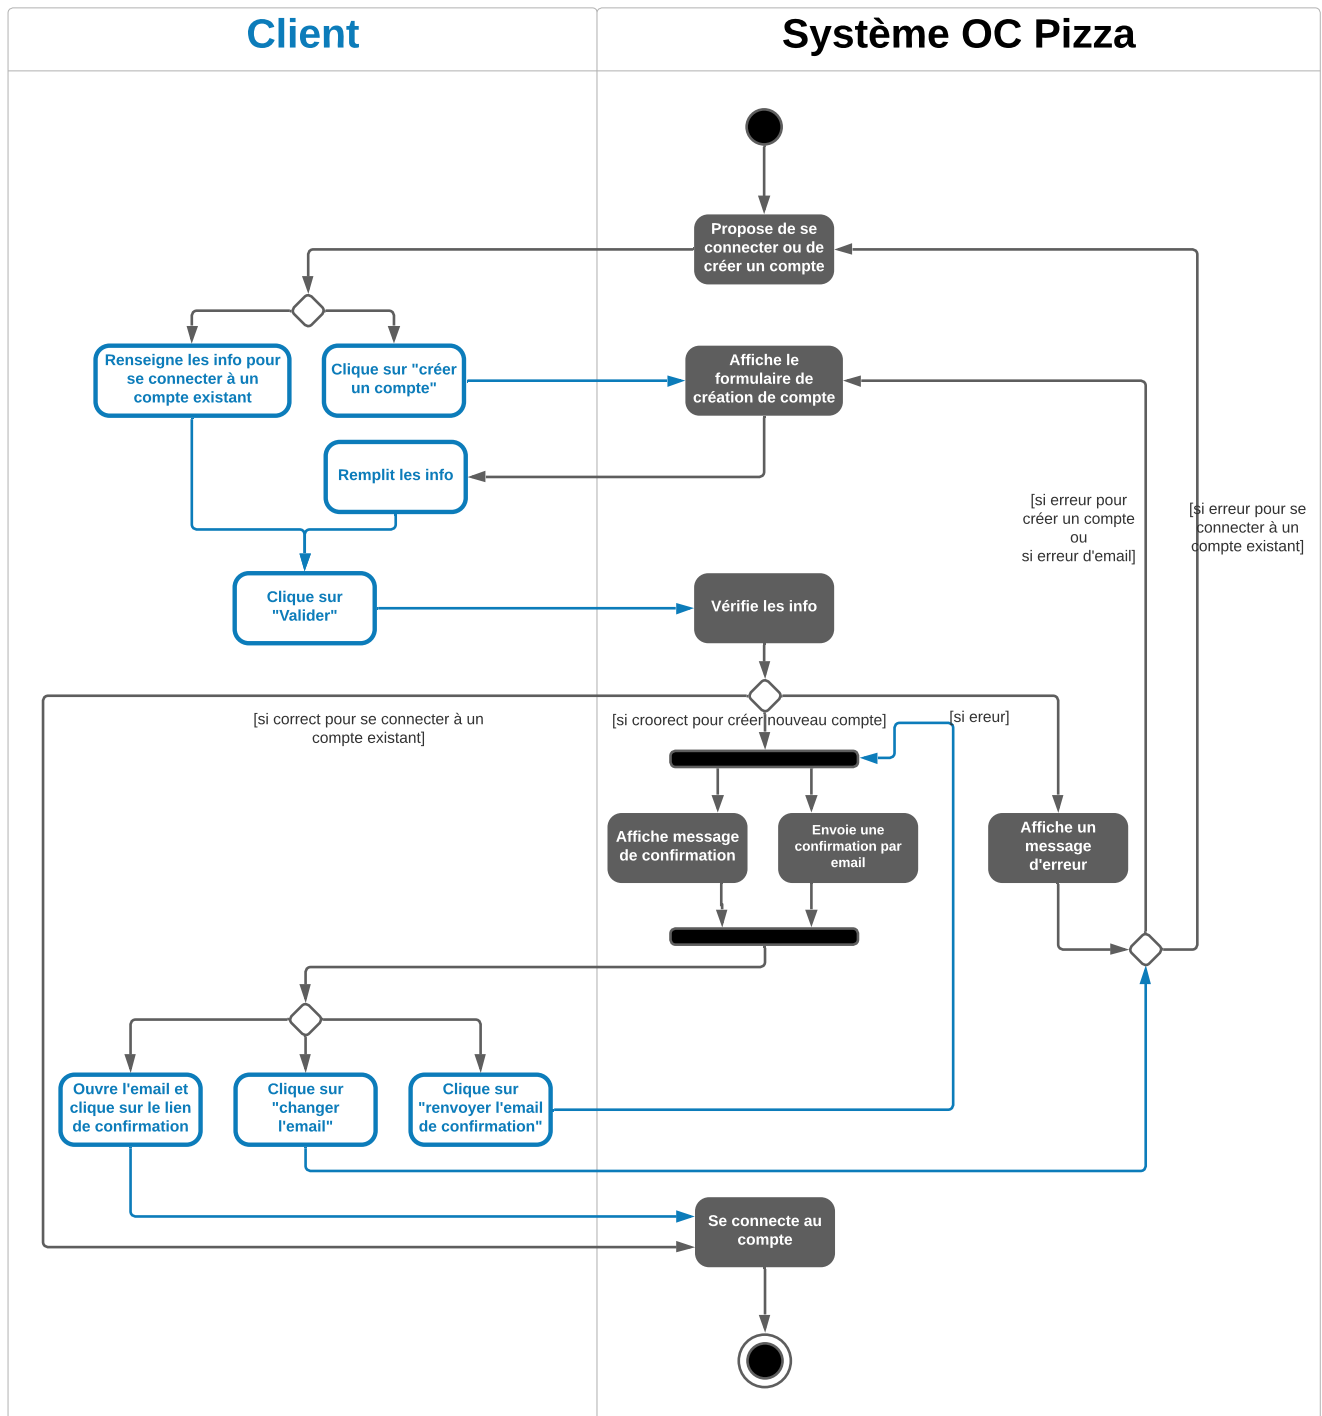 Client
Système OC Pizza
Propose de se
connecter ou de
créer un compte
Renseigne les info pour
se connecter à un
compte existant
Clique sur "créer
un compte"
Affiche le
formulaire de
création de compte
Remplit les info
[si erreur pour
créer un compte
ou
si erreur d'email]
[si erreur pour se
connecter à un
compte existant]
Clique sur
"Valider"
Vérifie les info
[si correct pour se connecter à un
compte existant]
[si croorect pour créer nouveau compte]
[si ereur]
Affiche message
de confirmation
Envoie une
confirmation par
email
Affiche un
message
d'erreur
Ouvre l'email et
clique sur le lien
de confirmation
Clique sur
"changer
l'email"
Clique sur
"renvoyer l'email
de confirmation"
Se connecte au
compte